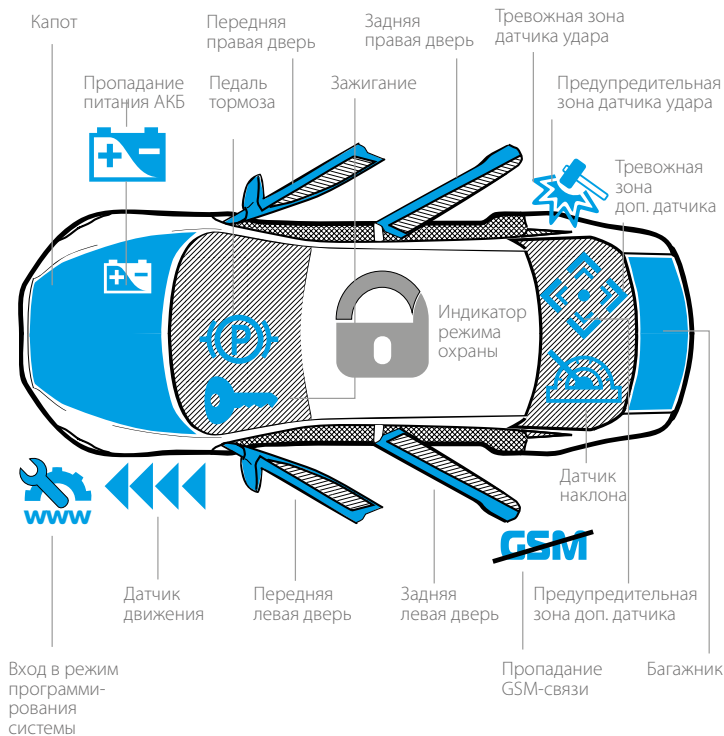 Капот
Передняя
правая дверь
Задняя
правая дверь
Тревожная зона
датчика удара
Пропадание
питания АКБ
Педаль
тормоза
Зажигание
Предупредительная
зона датчика удара
Тревожная
зона
доп. датчика
Индикатор
режима
охраны
P
Датчик
наклона
www
GSM
Датчик
движения
Передняя
левая дверь
Задняя
левая дверь
Предупредительная
зона доп. датчика
Вход в режим
программи-
рования
системы
Пропадание
GSM-связи
Багажник